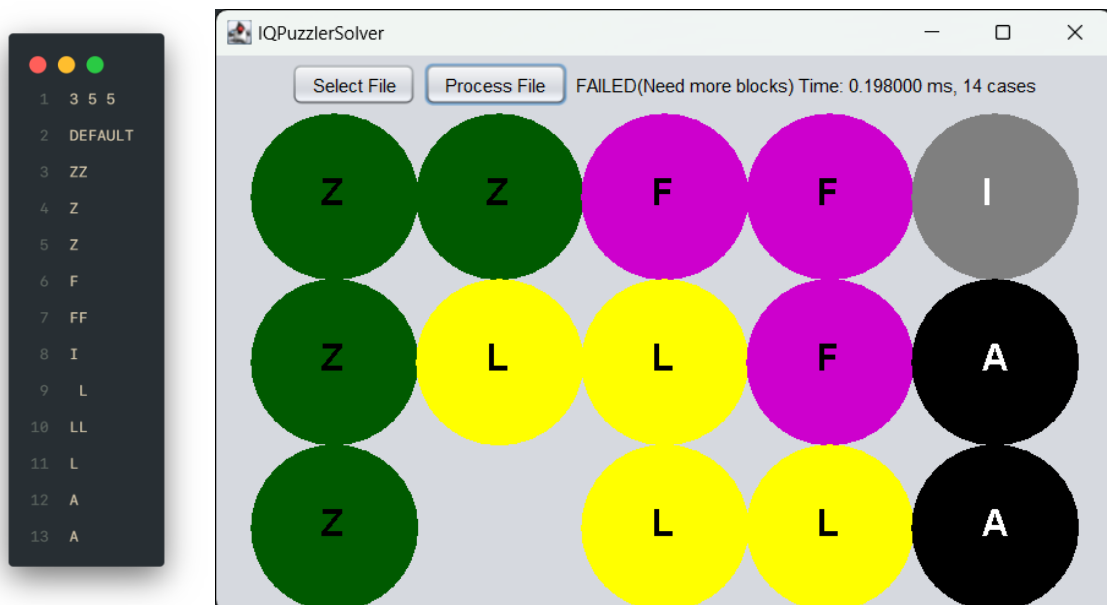 1 3 5 5
2 DEFAULT
3 ZZ
4 Z
5 Z
6 F
7 FF
8 I
9  L
10 LL
11 L
12 A
13 A
IQPuzzlerSolver
Select File Process File FAILED(Need more blocks) Time: 0.198000 ms, 14 cases
Z Z F F I
Z L L F A
Z L L A